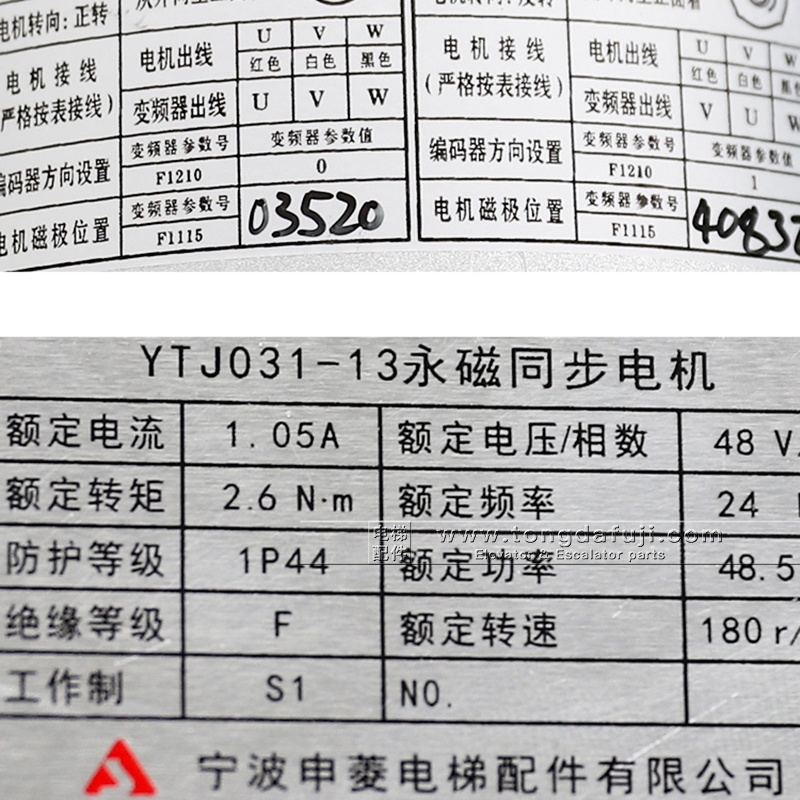 电机转向: 正转
电机接线
(严格按表接线)
电机出线
U V W
红色 白色 黑色
变频器出线
U V W
编码器方向设置
变频器参数号
变频器参数值
F1210
0
电机磁极位置
变频器参数号
F1115
03520
电机接线
(严格按表接线)
电机出线
U V W
红色 白色 黑色
变频器出线
V U W
编码器方向设置
变频器参数号
变频器参数值
F1210
1
电机磁极位置
变频器参数号
F1115
YTJ031-13永磁同步电机
额定电流 1.05A 额定电压/相数 48 V
额定转矩 2.6 N·m 额定频率 24
防护等级 1P44 额定功率 48.5
绝缘等级 F 额定转速 180 r/
工作制 S1 NO.
宁波申菱电梯配件有限公司
电梯
配件
www.tongdafuji.com
Elevator & Escalator parts